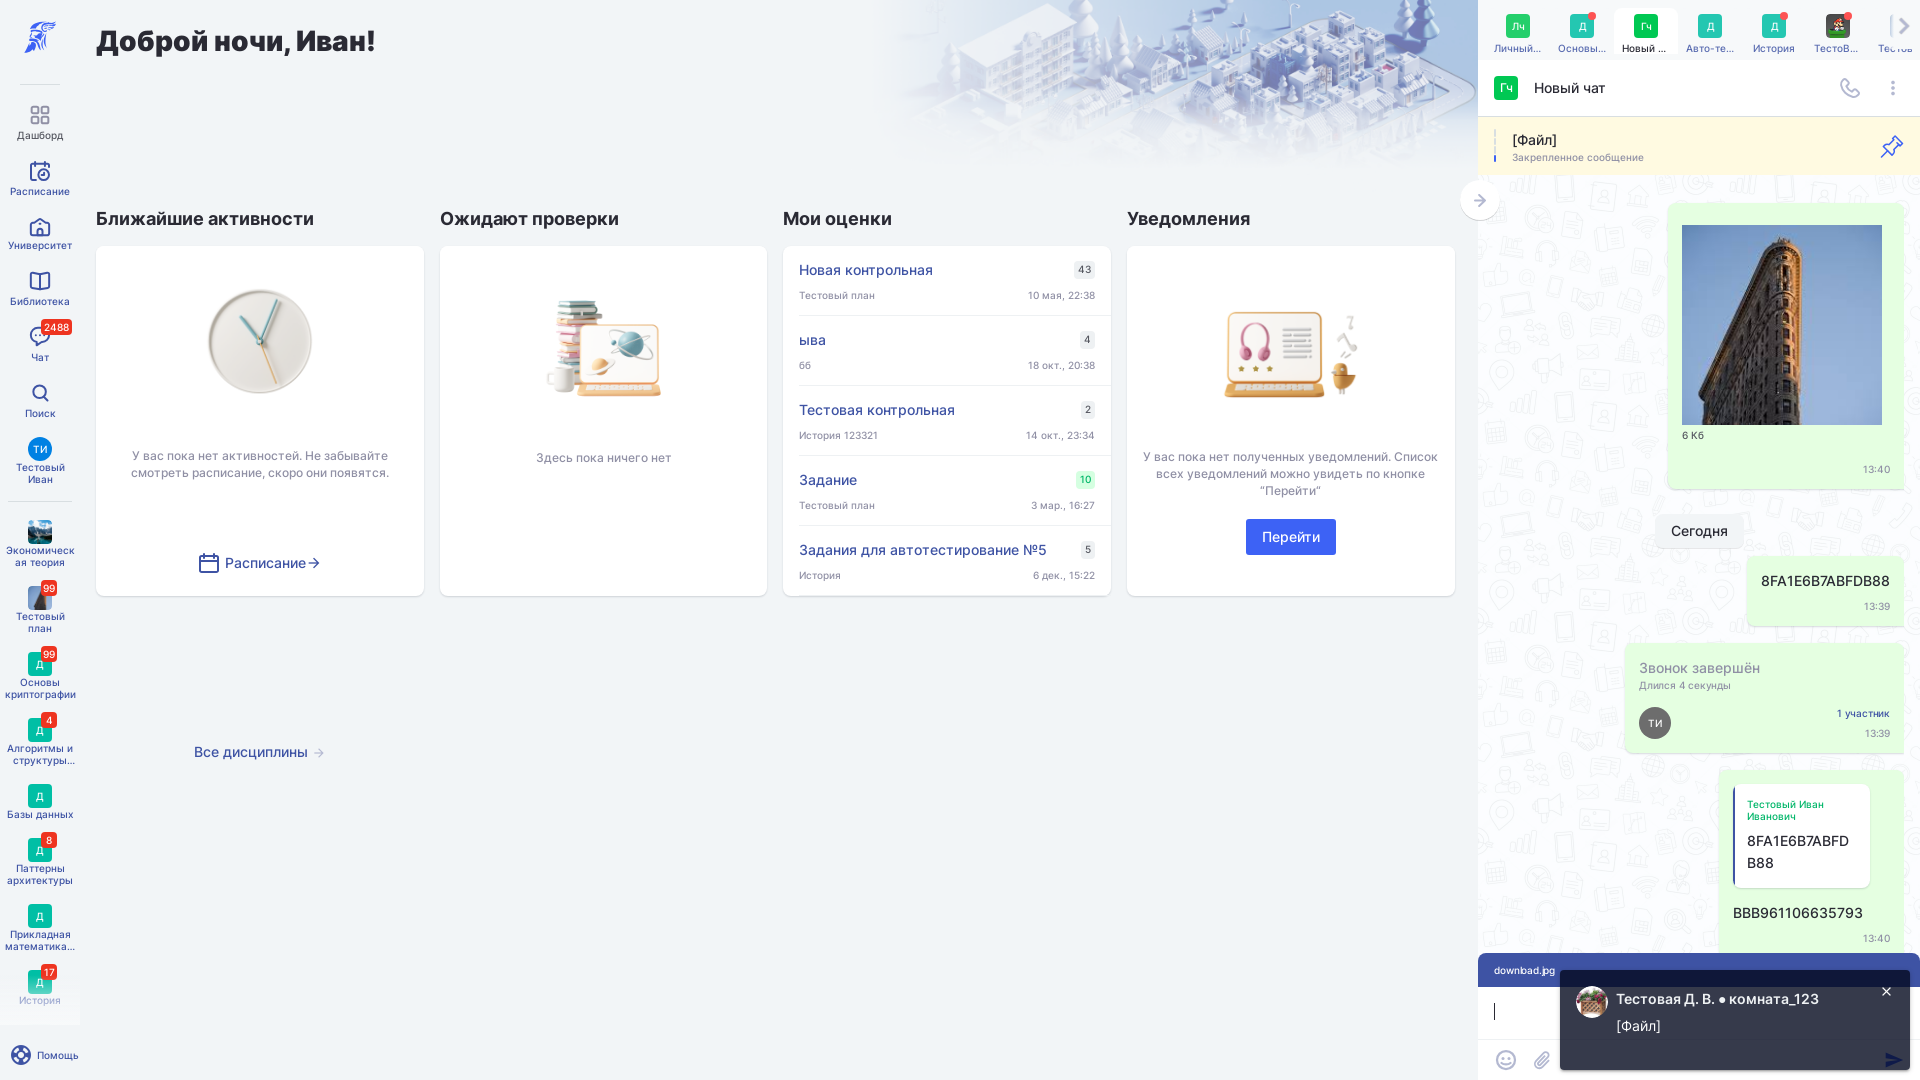 Доброй ночи, Иван!
Дашборд
Расписание
Университет
Библиотека
2488
Чат
Поиск
ТИ
Тестовый
Иван
Экономическ
ая теория
99
Тестовый
план
99
Д
Основы
криптографии
4
Д
Алгоритмы и
структуры...
Д
Базы данных
8
Д
Паттерны
архитектуры
Д
Прикладная
математика...
17
Д
История
Помощь
Ближайшие активности
У вас пока нет активностей. Не забывайте
смотреть расписание, скоро они появятся.
Расписание
Ожидают проверки
Здесь пока ничего нет
Мои оценки
Новая контрольная 43
Тестовый план 10 мая, 22:38
ыва 4
66 18 окт., 20:38
Тестовая контрольная 2
История 123321 14 окт., 23:34
Задание 10
Тестовый план 3 мар., 16:27
Задания для автотестирование №5 5
История 6 дек., 15:22
Уведомления
У вас пока нет полученных уведомлений. Список
всех уведомлений можно увидеть по кнопке
“Перейти”
Перейти
Все дисциплины
Лч Д Гч Д Д
Личный... Основы... Новый ... Авто-те... История ТестоВ... Тестов
Гч Новый чат
[Файл]
Закрепленное сообщение
6 Кб
13:40
Сегодня
8FA1E6B7ABFDB88
13:39
Звонок завершён
Длился 4 секунды
ТИ
1 участник
13:39
Тестовый Иван
Иванович
8FA1E6B7ABFD
B88
BBB961106635793
13:40
download.jpg
Тестовая Д. В. ● комната_123
[Файл]